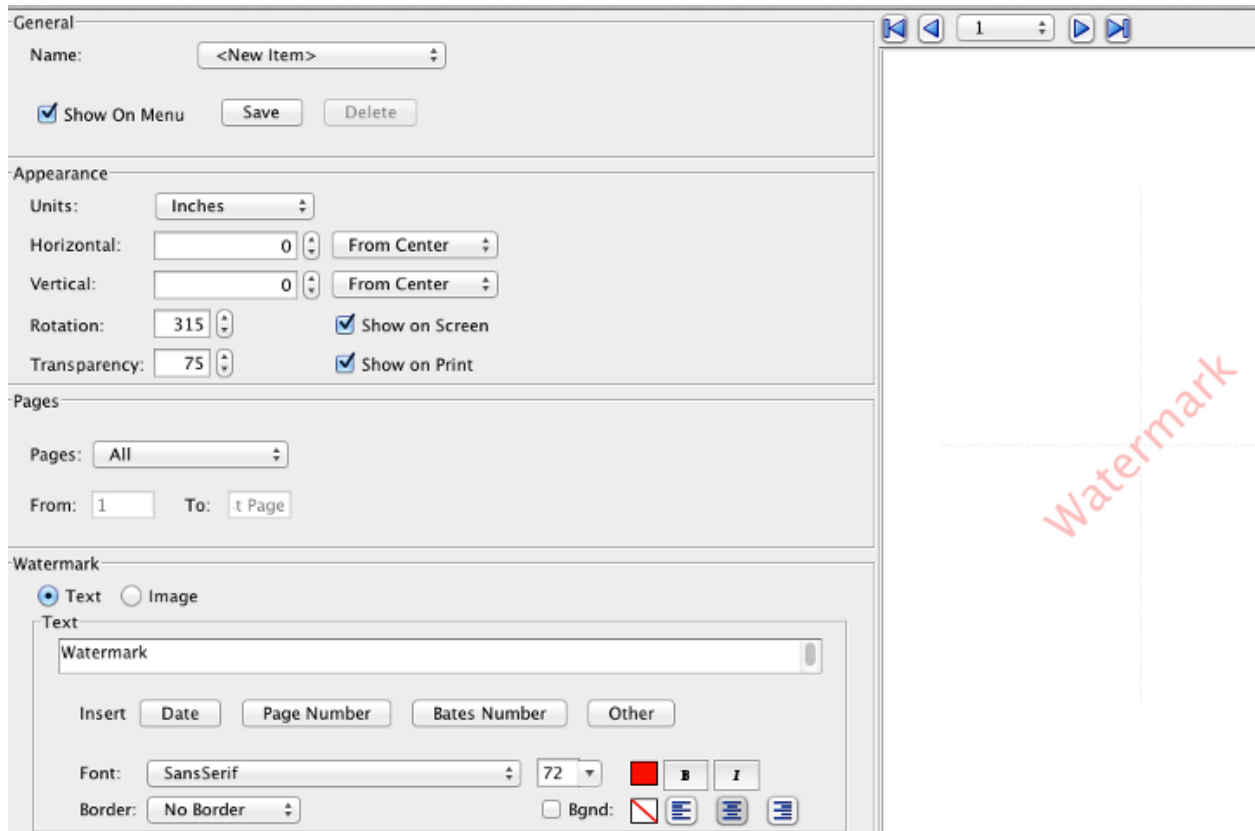 General
1
Name: <New Item>
Show On Menu Save Delete
Appearance
Units: Inches
Horizontal: 0 From Center
Vertical: 0 From Center
Rotation: 315 Show on Screen
Transparency: 75 Show on Print
Pages
Pages: All
From: 1 To: t Page
Watermark
Watermark
Text Image
Text
Watermark
Insert Date Page Number Bates Number Other
Font: SansSerif 72 B I
Border: No Border Bgnd: